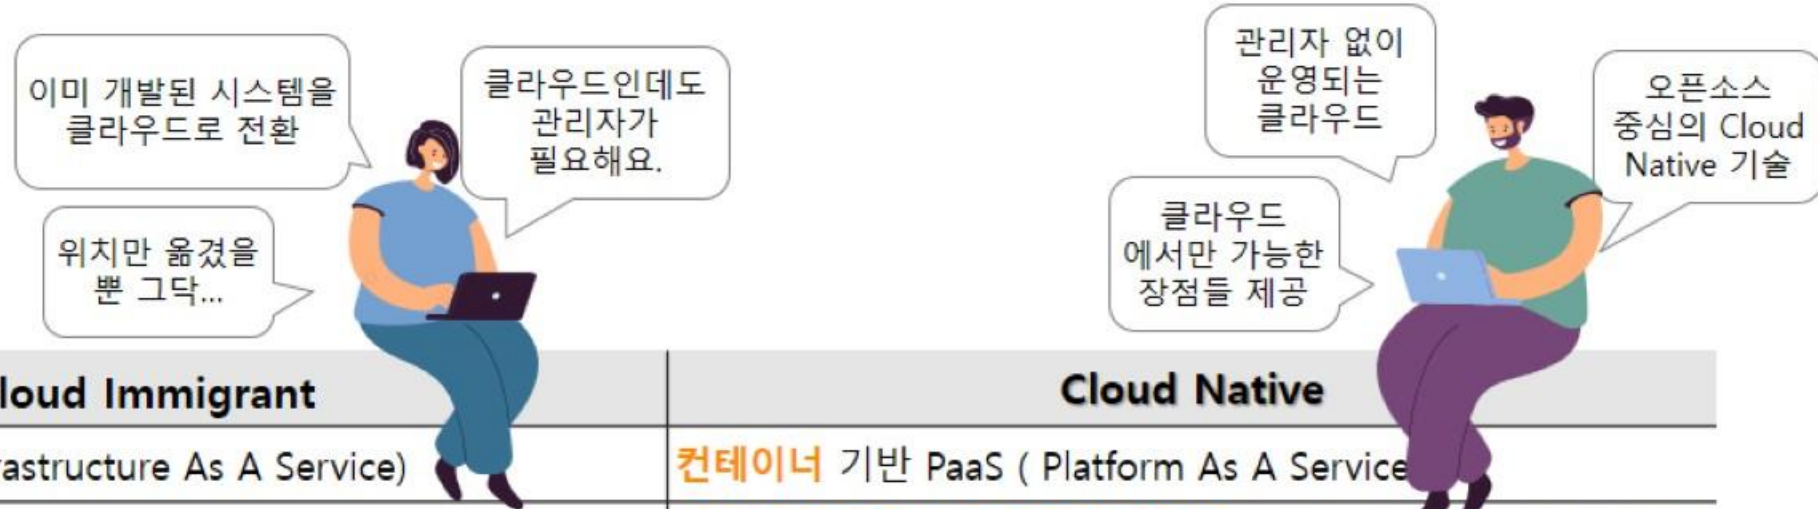 이미 개발된 시스템을
클라우드로 전환
클라우드인데도
관리자가
필요해요.
위치만 옮겼을
뿐 그닥...
관리자 없이
운영되는
클라우드
오픈소스
중심의 Cloud
Native 기술
클라우드
에서만 가능한
장점들 제공
loud Immigrant
Cloud Native
astructure As A Service)
컨테이너 기반 PaaS ( Platform As A Service